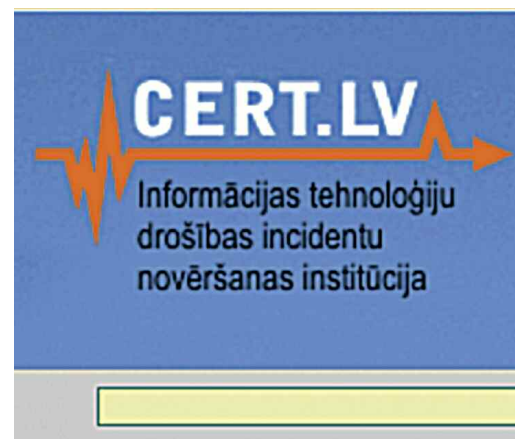 CERT.LV
Informācijas tehnoloģiju
drošības incidentu
novēršanas institūcija